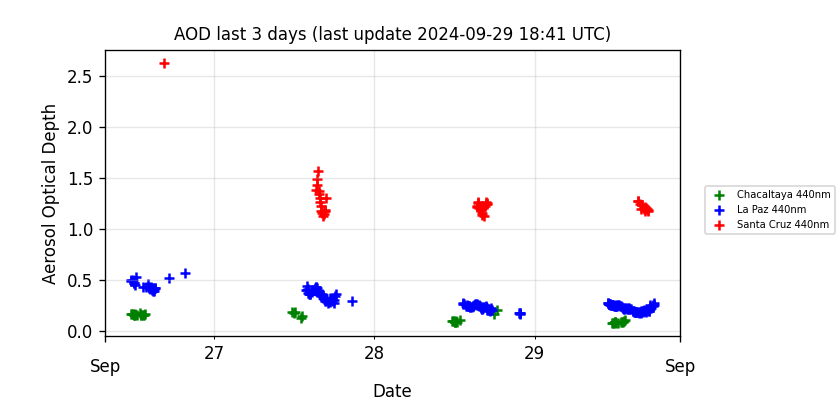 AOD last 3 days (last update 2024-09-29 18:41 UTC)
Aerosol Optical Depth
2.5
2.0
1.5
1.0
0.5
0.0
27
28
29
Sep
Sep
Date
Chacaltaya 440nm
La Paz 440nm
Santa Cruz 440nm